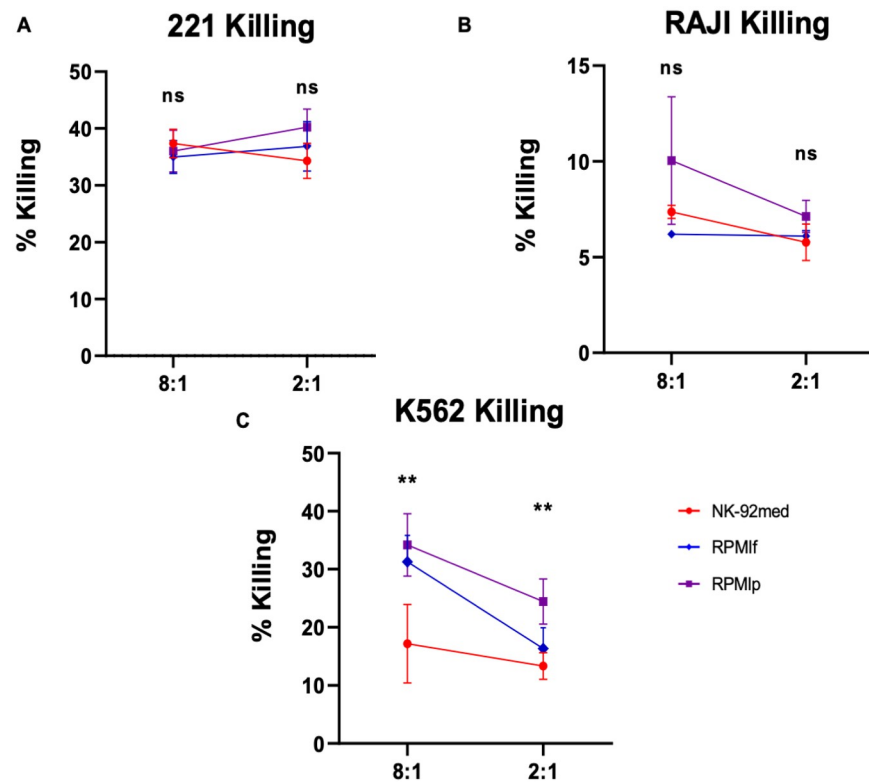 A
221 Killing
% Killing
50
40
30
20
10
0
ns
ns
8:1
2:1
B
RAJI Killing
% Killing
15
10
5
0
ns
ns
8:1
2:1
C
K562 Killing
% Killing
50
40
30
20
10
0
**
**
8:1
2:1
NK-92med
RPMIf
RPMIp